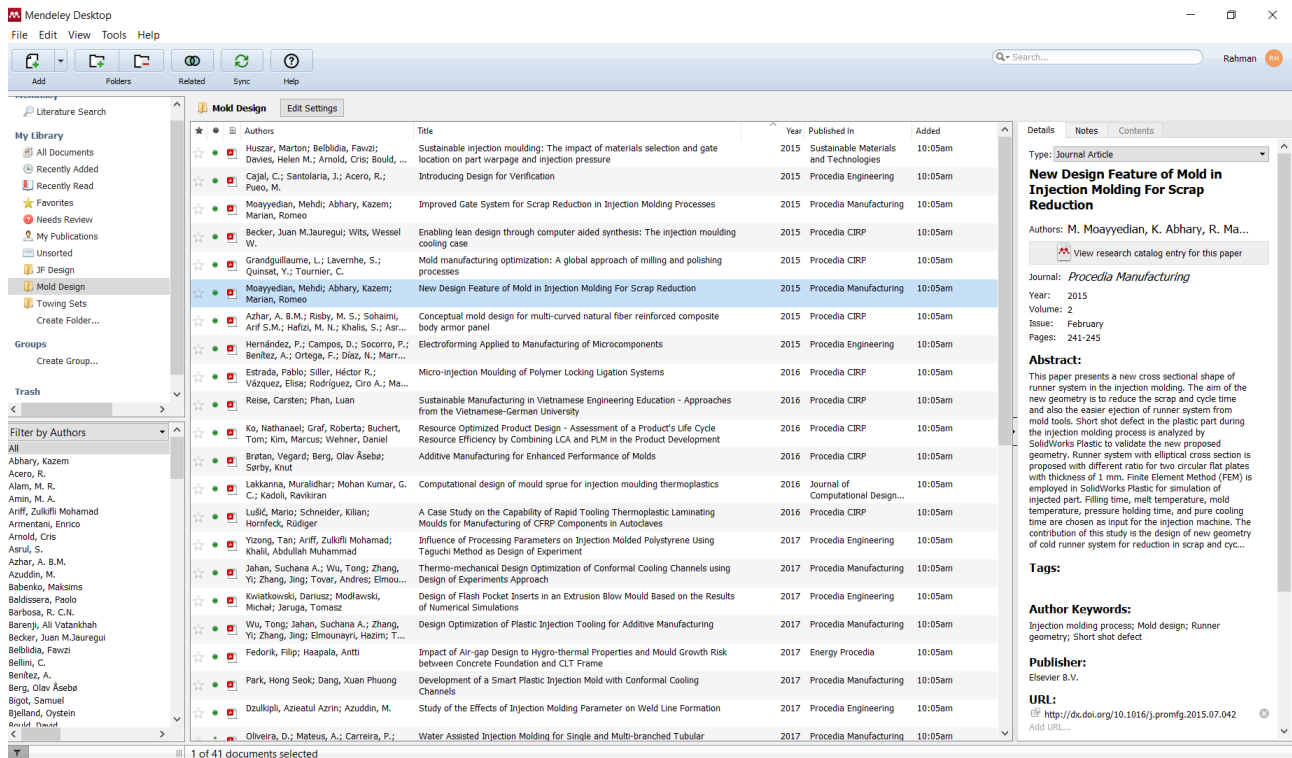 Mendeley Desktop
File Edit View Tools Help
Search...
Rahman RH
Add Folders Related Sync Help
Mendeley
Literature Search
My Library
All Documents
Recently Added
Recently Read
Favorites
Needs Review
My Publications
Unsorted
JF Design
Mold Design
Towing Sets
Create Folder...
Groups
Create Group...
Trash
Filter by Authors
All
Abhary, Kazem
Acero, R.
Alam, M. R.
Amin, M. A.
Ariff, Zulkifli Mohamad
Armentani, Enrico
Arnold, Cris
Asrul, S.
Azhar, A. B.M.
Azuddin, M.
Babenko, Maksims
Baldissera, Paolo
Barbosa, R. C.N.
Barenji, Ali Vatankhah
Becker, Juan M.Jauregui
Belblidia, Fawzi
Bellini, C.
Benítez, A.
Berg, Olav Åsebø
Bigot, Samuel
Bjelland, Oystein
Bould, David
Mold Design Edit Settings
Authors Title Year Published In Added
Huszar, Marton; Belblidia, Fawzi; Sustainable injection moulding: The impact of materials selection and gate 2015 Sustainable Materials 10:05am
Davies, Helen M.; Arnold, Cris; Bould, ... location on part warpage and injection pressure and Technologies
Cajal, C.; Santolaria, J.; Acero, R.; Introducing Design for Verification 2015 Procedia Engineering 10:05am
Pueo, M.
Moayyedian, Mehdi; Abhary, Kazem; Improved Gate System for Scrap Reduction in Injection Molding Processes 2015 Procedia Manufacturing 10:05am
Marian, Romeo
Becker, Juan M.Jauregui; Wits, Wessel Enabling lean design through computer aided synthesis: The injection moulding 2015 Procedia CIRP 10:05am
W. cooling case
Grandguillaume, L.; Lavernhe, S.; Mold manufacturing optimization: A global approach of milling and polishing 2015 Procedia CIRP 10:05am
Quinsat, Y.; Tournier, C. processes
Moayyedian, Mehdi; Abhary, Kazem; New Design Feature of Mold in Injection Molding For Scrap Reduction 2015 Procedia Manufacturing 10:05am
Marian, Romeo
Azhar, A. B.M.; Risby, M. S.; Sohaimi, Conceptual mold design for multi-curved natural fiber reinforced composite 2015 Procedia CIRP 10:05am
Arif S.M.; Hafizi, M. N.; Khalis, S.; Asr... body armor panel
Hernández, P.; Campos, D.; Socorro, P.; Electroforming Applied to Manufacturing of Microcomponents 2015 Procedia Engineering 10:05am
Benítez, A.; Ortega, F.; Díaz, N.; Marr...
Estrada, Pablo; Siller, Héctor R.; Micro-injection Moulding of Polymer Locking Ligation Systems 2016 Procedia CIRP 10:05am
Vázquez, Elisa; Rodríguez, Ciro A.; Ma...
Reise, Carsten; Phan, Luan Sustainable Manufacturing in Vietnamese Engineering Education - Approaches 2016 Procedia CIRP 10:05am
from the Vietnamese-German University
Ko, Nathanael; Graf, Roberta; Buchert, Resource Optimized Product Design - Assessment of a Product's Life Cycle 2016 Procedia CIRP 10:05am
Tom; Kim, Marcus; Wehner, Daniel Resource Efficiency by Combining LCA and PLM in the Product Development
Brøtan, Vegard; Berg, Olav Åsebø; Additive Manufacturing for Enhanced Performance of Molds 2016 Procedia CIRP 10:05am
Sørby, Knut
Lakkanna, Muralidhar; Mohan Kumar, G. Computational design of mould sprue for injection moulding thermoplastics 2016 Journal of 10:05am
C.; Kadoli, Ravikiran Computational Design...
Lušić, Mario; Schneider, Kilian; A Case Study on the Capability of Rapid Tooling Thermoplastic Laminating 2016 Procedia CIRP 10:05am
Hornfeck, Rüdiger Moulds for Manufacturing of CFRP Components in Autoclaves
Yizong, Tan; Ariff, Zulkifli Mohamad; Influence of Processing Parameters on Injection Molded Polystyrene Using 2017 Procedia Manufacturing 10:05am
Khalil, Abdullah Muhammad Taguchi Method as Design of Experiment
Jahan, Suchana A.; Wu, Tong; Zhang, Thermo-mechanical Design Optimization of Conformal Cooling Channels using 2017 Procedia Manufacturing 10:05am
Yi; Zhang, Jing; Tovar, Andres; Elmou... Design of Experiments Approach
Kwiatkowski, Dariusz; Modławski, Design of Flash Pocket Inserts in an Extrusion Blow Mould Based on the Results 2017 Procedia Manufacturing 10:05am
Michał; Jaruga, Tomasz of Numerical Simulations
Wu, Tong; Jahan, Suchana A.; Zhang, Design Optimization of Plastic Injection Tooling for Additive Manufacturing 2017 Procedia Manufacturing 10:05am
Yi; Zhang, Jing; Elmounayri, Hazim; T...
Fedorik, Filip; Haapala, Antti Impact of Air-gap Design to Hygro-thermal Properties and Mould Growth Risk 2017 Energy Procedia 10:05am
between Concrete Foundation and CLT Frame
Park, Hong Seok; Dang, Xuan Phuong Development of a Smart Plastic Injection Mold with Conformal Cooling 2017 Procedia Manufacturing 10:05am
Channels
Dzulkipli, Azieatul Azrin; Azuddin, M. Study of the Effects of Injection Molding Parameter on Weld Line Formation 2017 Procedia Manufacturing 10:05am
Oliveira, D.; Mateus, A.; Carreira, P.; Water Assisted Injection Molding for Single and Multi-branched Tubular 2017 Procedia Manufacturing 10:05am
1 of 41 documents selected
Details Notes Contents
Type: Journal Article
New Design Feature of Mold in
Injection Molding For Scrap
Reduction
Authors: M. Moayyedian, K. Abhary, R. Ma...
View research catalog entry for this paper
Journal: Procedia Manufacturing
Year: 2015
Volume: 2
Issue: February
Pages: 241-245
Abstract:
This paper presents a new cross sectional shape of
runner system in the injection molding. The aim of the
new geometry is to reduce the scrap and cycle time
and also the easier ejection of runner system from
mold tools. Short shot defect in the plastic part during
the injection molding process is analyzed by
SolidWorks Plastic to validate the new proposed
geometry. Runner system with elliptical cross section is
proposed with different ratio for two circular flat plates
with thickness of 1 mm. Finite Element Method (FEM) is
employed in SolidWorks Plastic for simulation of
injected part. Filling time, melt temperature, mold
temperature, pressure holding time, and pure cooling
time are chosen as input for the injection machine. The
contribution of this study is the design of new geometry
of cold runner system for reduction in scrap and cyc...
Tags:
Author Keywords:
Injection molding process; Mold design; Runner
geometry; Short shot defect
Publisher:
Elsevier B.V.
URL:
http://dx.doi.org/10.1016/j.promfg.2015.07.042
Add URL...